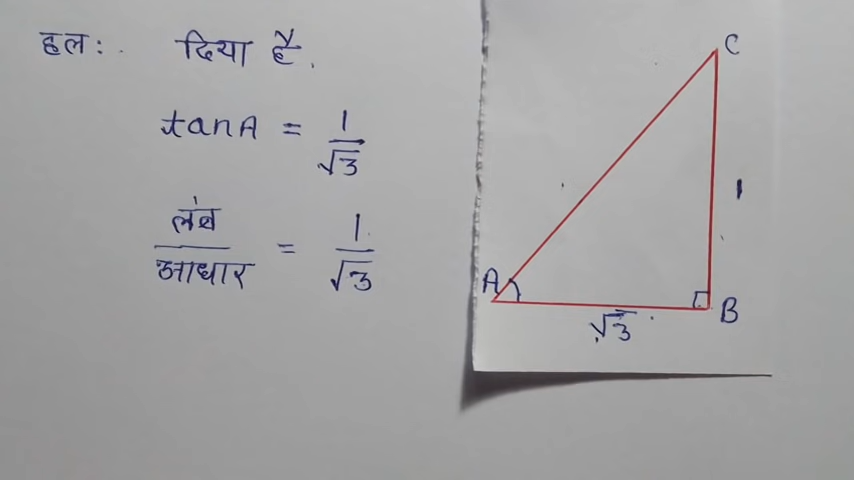 हल: दिया है.
tanA = 1/√3
लंब/आधार = 1/√3
C
1
A
B
√3